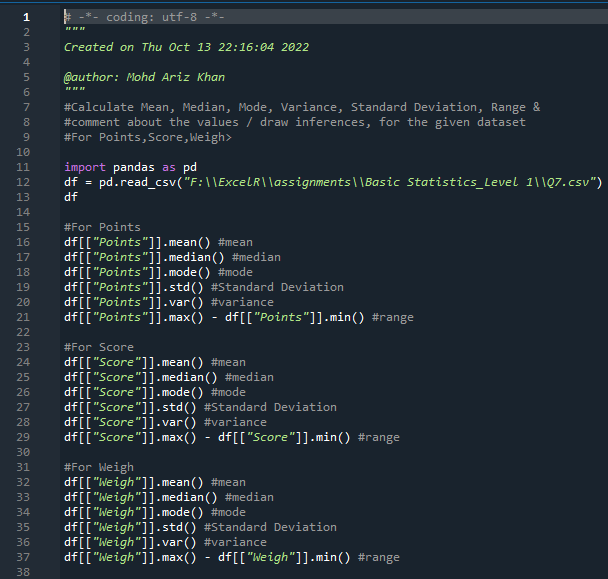 1 # -*- coding: utf-8 -*-
2 """
3 Created on Thu Oct 13 22:16:04 2022
4
5 @author: Mohd Ariz Khan
6 """
7 #Calculate Mean, Median, Mode, Variance, Standard Deviation, Range &
8 #comment about the values / draw inferences, for the given dataset
9 #For Points,Score,Weigh>
10
11 import pandas as pd
12 df = pd.read_csv("F:\\ExcelR\\assignments\\Basic Statistics_Level 1\\Q7.csv")
13 df
14
15 #For Points
16 df[["Points"]].mean() #mean
17 df[["Points"]].median() #median
18 df[["Points"]].mode() #mode
19 df[["Points"]].std() #Standard Deviation
20 df[["Points"]].var() #variance
21 df[["Points"]].max() - df[["Points"]].min() #range
22
23 #For Score
24 df[["Score"]].mean() #mean
25 df[["Score"]].median() #median
26 df[["Score"]].mode() #mode
27 df[["Score"]].std() #Standard Deviation
28 df[["Score"]].var() #variance
29 df[["Score"]].max() - df[["Score"]].min() #range
30
31 #For Weigh
32 df[["Weigh"]].mean() #mean
33 df[["Weigh"]].median() #median
34 df[["Weigh"]].mode() #mode
35 df[["Weigh"]].std() #Standard Deviation
36 df[["Weigh"]].var() #variance
37 df[["Weigh"]].max() - df[["Weigh"]].min() #range
38